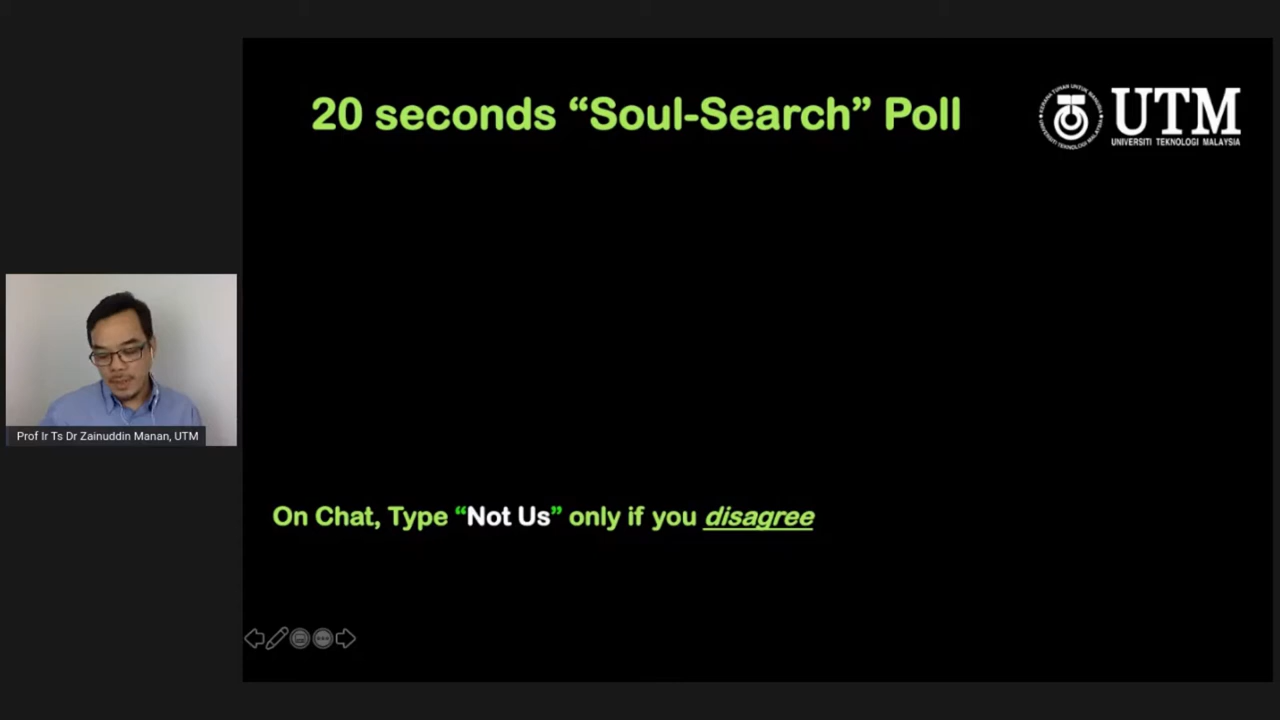 20 seconds “Soul-Search” Poll
UTM
UNIVERSITI TEKNOLOGI MALAYSIA
Prof Ir Ts Dr Zainuddin Manan, UTM
On Chat, Type “Not Us” only if you disagree